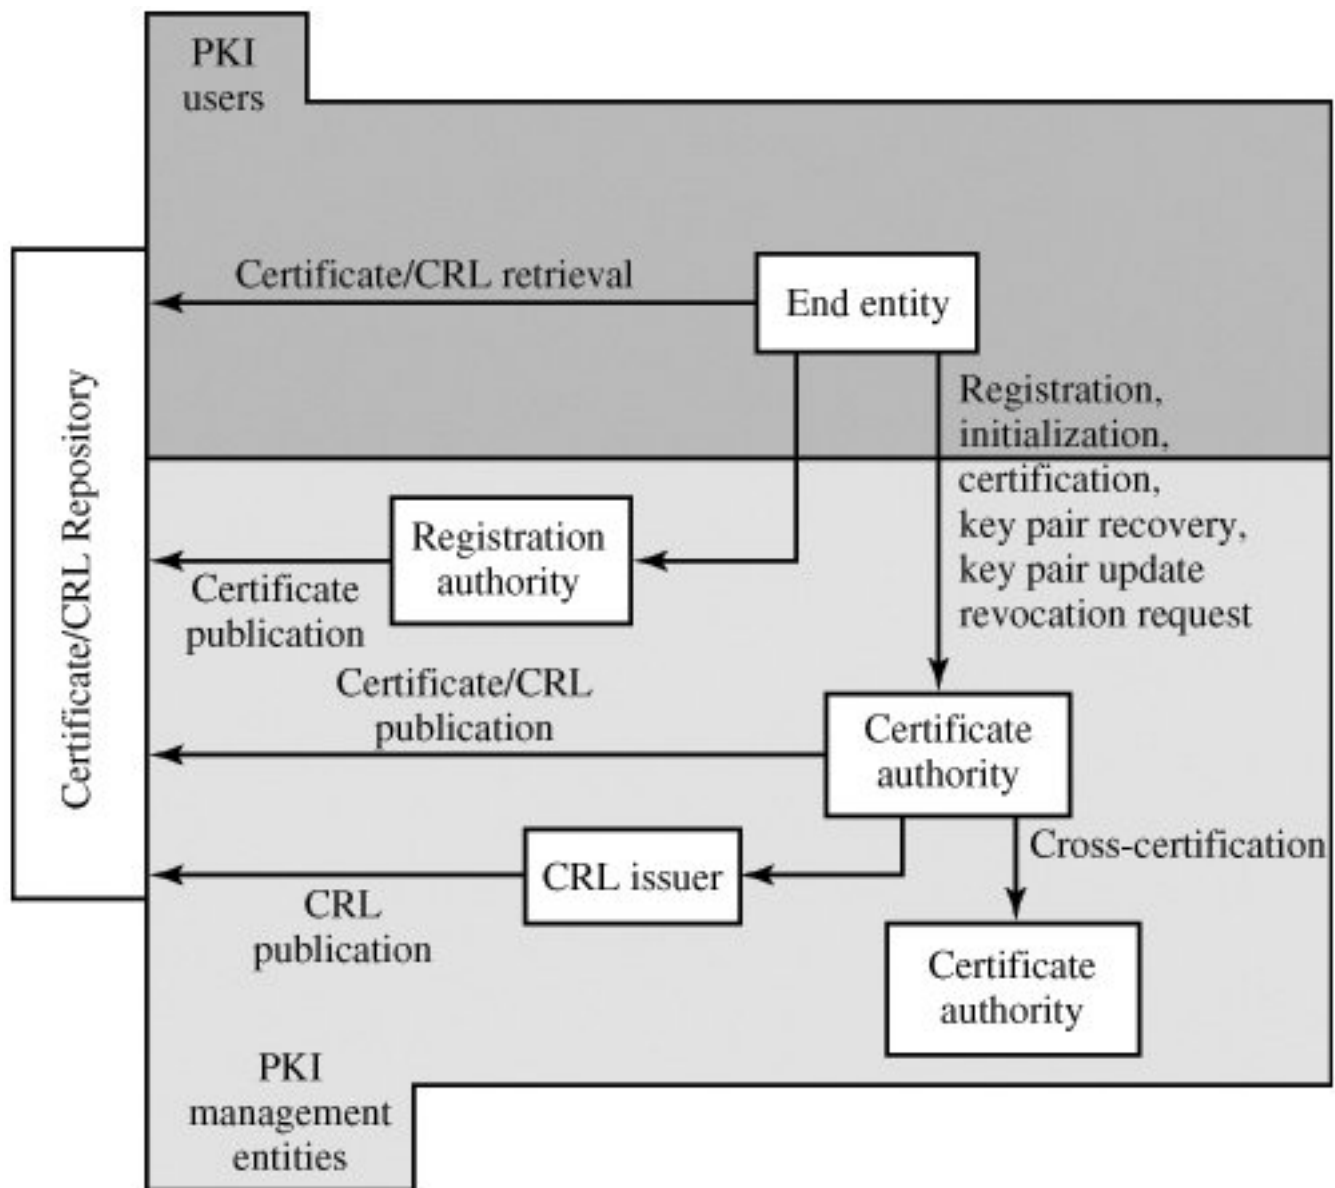 PKI
users
Certificate/CRL retrieval
End entity
Registration,
initialization,
certification,
key pair recovery,
key pair update
revocation request
Certificate/CRL Repository
Registration
authority
Certificate
publication
Certificate/CRL
publication
Certificate
authority
Cross-certification
CRL issuer
CRL
publication
Certificate
authority
PKI
management
entities